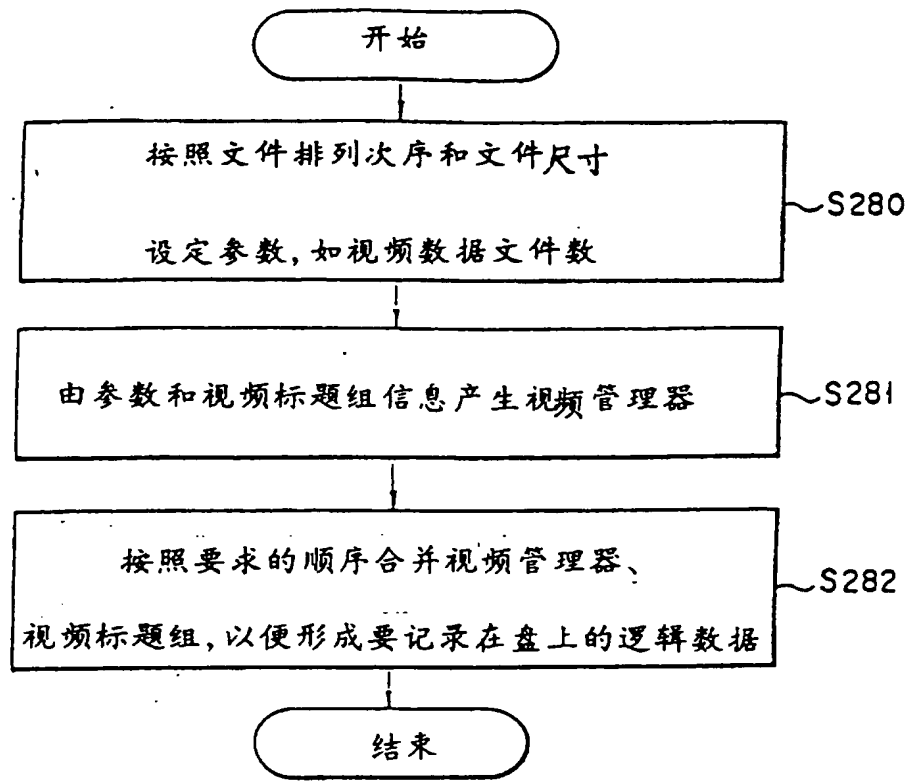 开始
按照文件排列次序和文件尺寸
设定参数,如视频数据文件数
S280
由参数和视频标题组信息产生视频管理器
S281
按照要求的顺序合并视频管理器、
视频标题组,以便形成要记录在盘上的逻辑数据
S282
结束